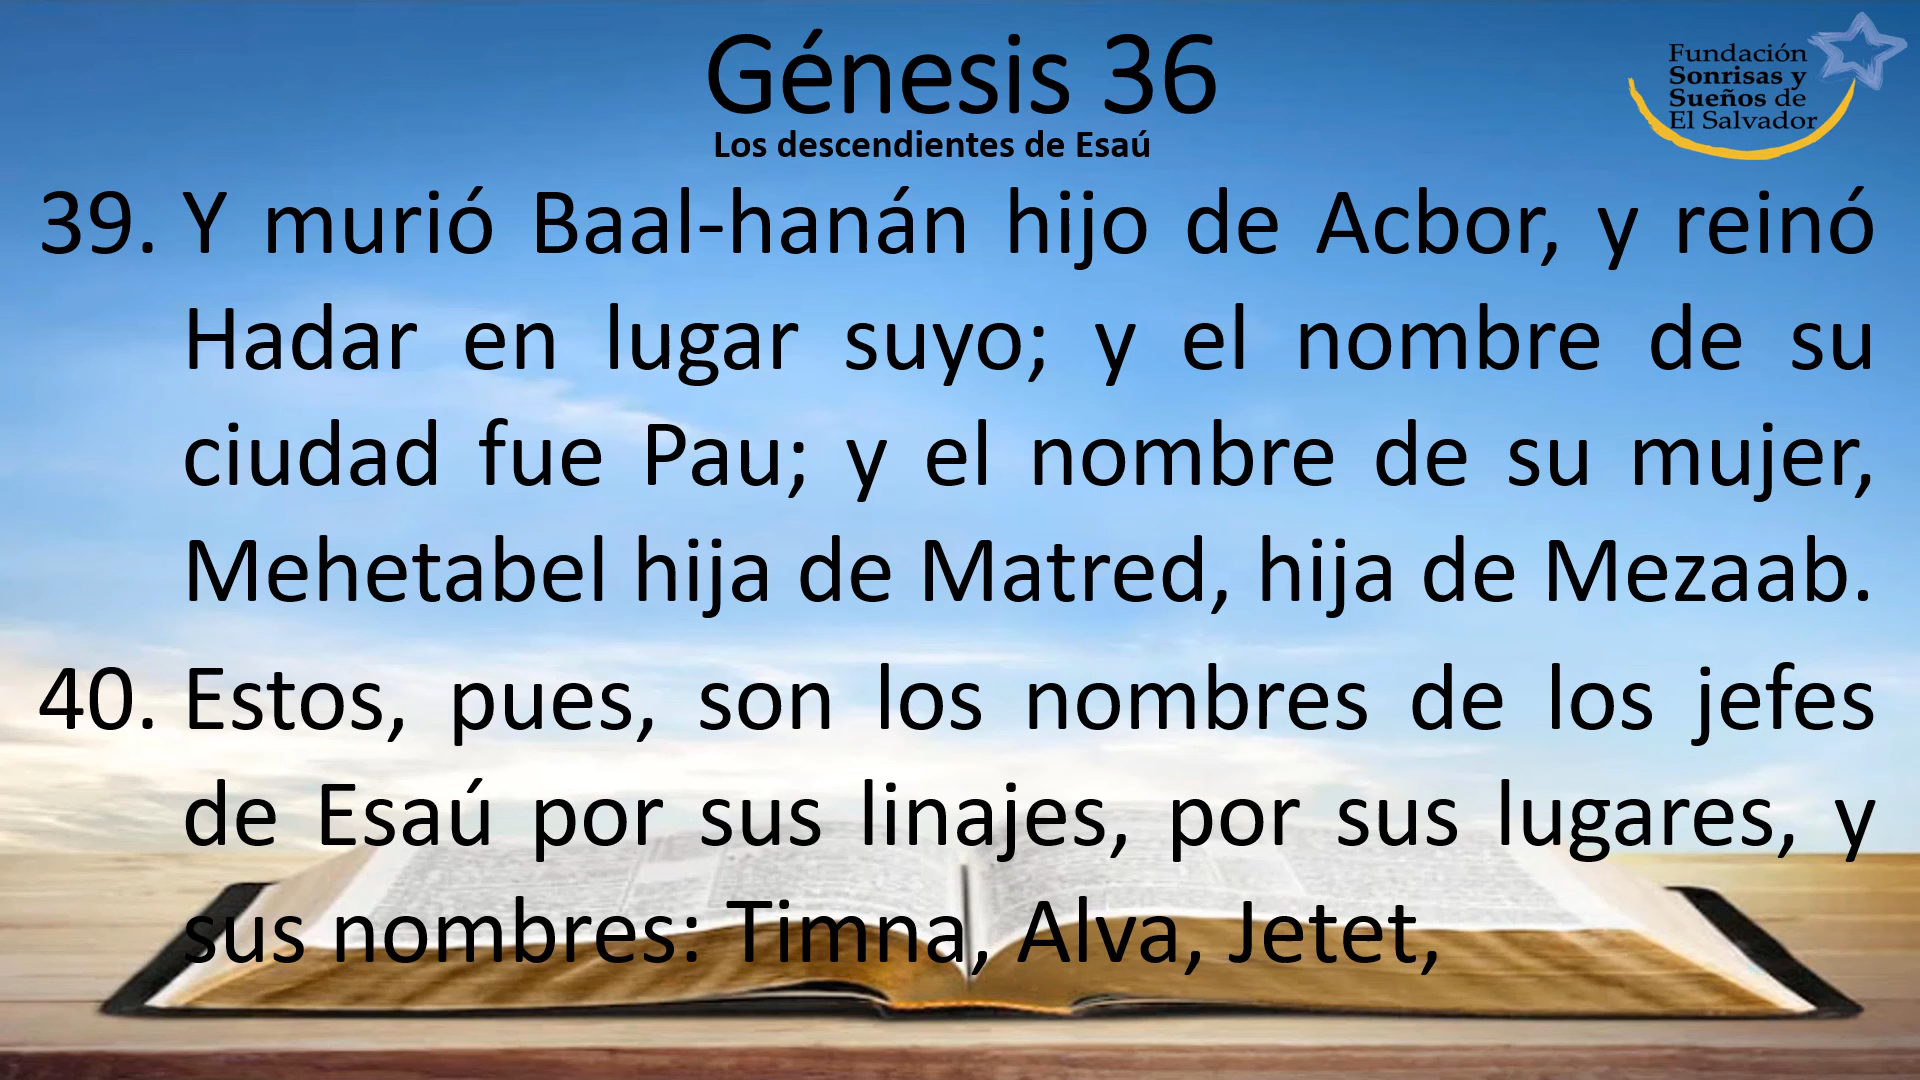 Génesis 36
Los descendientes de Esaú
Fundación
Sonrisas y
Sueños de
El Salvador
39. Y murió Baal-hanán hijo de Acbor, y reinó
Hadar en lugar suyo; y el nombre de su
ciudad fue Pau; y el nombre de su mujer,
Mehetabel hija de Matred, hija de Mezaab.
40. Estos, pues, son los nombres de los jefes
de Esaú por sus linajes, por sus lugares, y
sus nombres: Timna, Alva, Jetet,